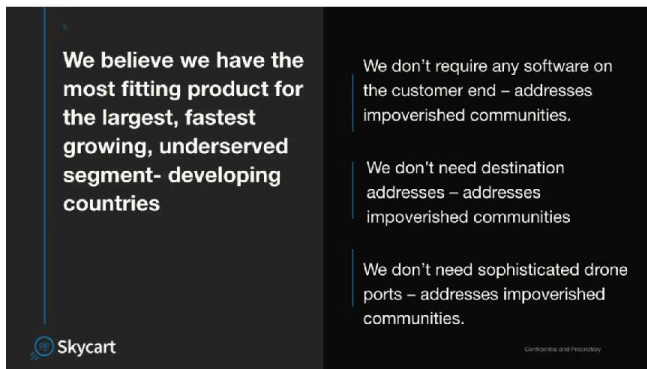 We believe we have the
most fitting product for
the largest, fastest
growing, underserved
segment- developing
countries
We don't require any software on
the customer end – addresses
impoverished communities.
We don't need destination
addresses – addresses
impoverished communities
We don't need sophisticated drone
ports – addresses impoverished
communities.
Skycart
Confidential and Proprietary